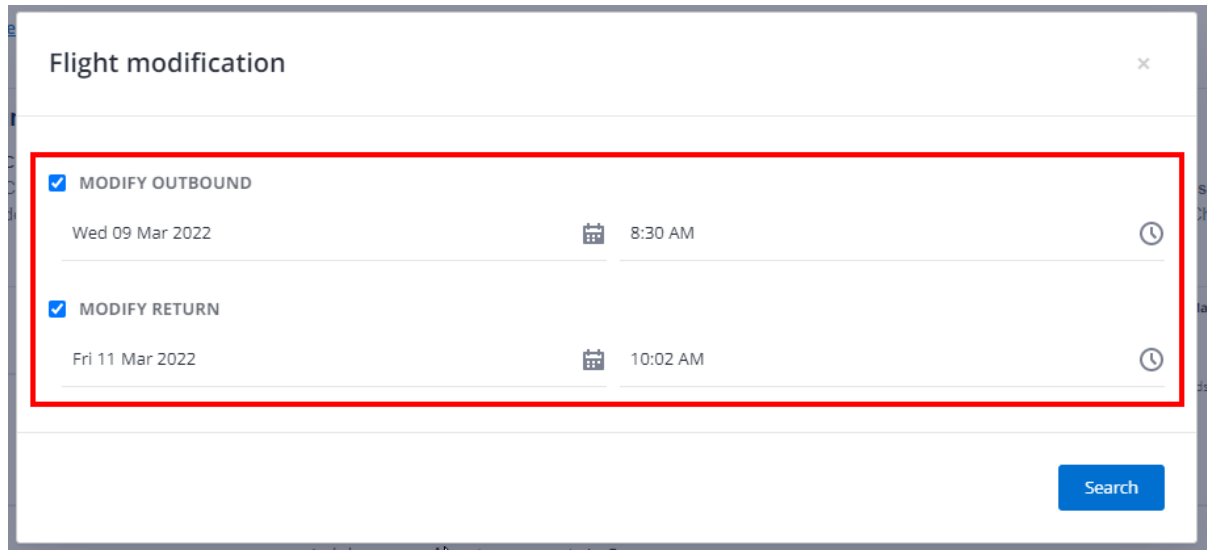 Flight modification
×
MODIFY OUTBOUND
Wed 09 Mar 2022 8:30 AM
MODIFY RETURN
Fri 11 Mar 2022 10:02 AM
Search